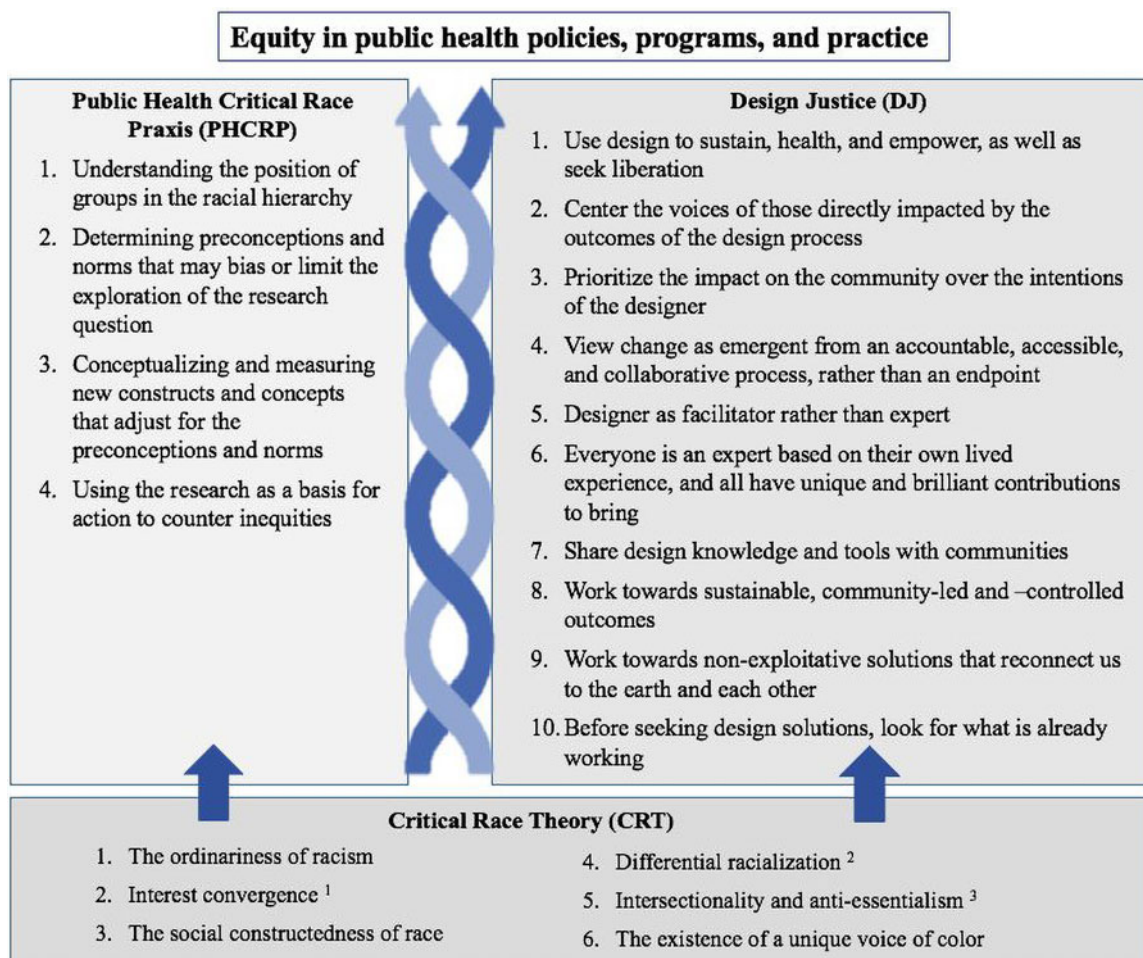 Equity in public health policies, programs, and practice
Public Health Critical Race
Praxis (PHCRP)
1. Understanding the position of
groups in the racial hierarchy
2. Determining preconceptions and
norms that may bias or limit the
exploration of the research
question
3. Conceptualizing and measuring
new constructs and concepts
that adjust for the
preconceptions and norms
4. Using the research as a basis for
action to counter inequities
Design Justice (DJ)
1. Use design to sustain, health, and empower, as well as
seek liberation
2. Center the voices of those directly impacted by the
outcomes of the design process
3. Prioritize the impact on the community over the intentions
of the designer
4. View change as emergent from an accountable, accessible,
and collaborative process, rather than an endpoint
5. Designer as facilitator rather than expert
6. Everyone is an expert based on their own lived
experience, and all have unique and brilliant contributions
to bring
7. Share design knowledge and tools with communities
8. Work towards sustainable, community-led and –controlled
outcomes
9. Work towards non-exploitative solutions that reconnect us
to the earth and each other
10. Before seeking design solutions, look for what is already
working
Critical Race Theory (CRT)
1. The ordinariness of racism
2. Interest convergence ¹
3. The social constructedness of race
4. Differential racialization ²
5. Intersectionality and anti-essentialism ³
6. The existence of a unique voice of color